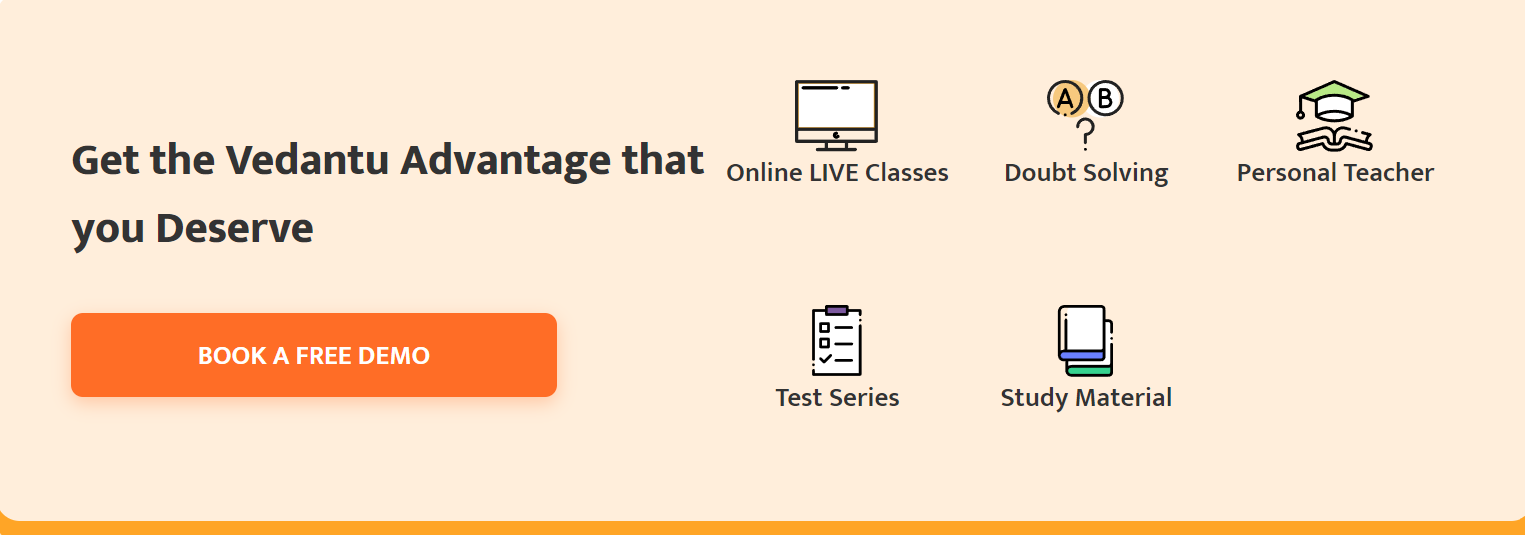 Get the Vedantu Advantage that
you Deserve
BOOK A FREE DEMO
Online LIVE Classes
A B
?
Doubt Solving
Personal Teacher
Test Series
Study Material